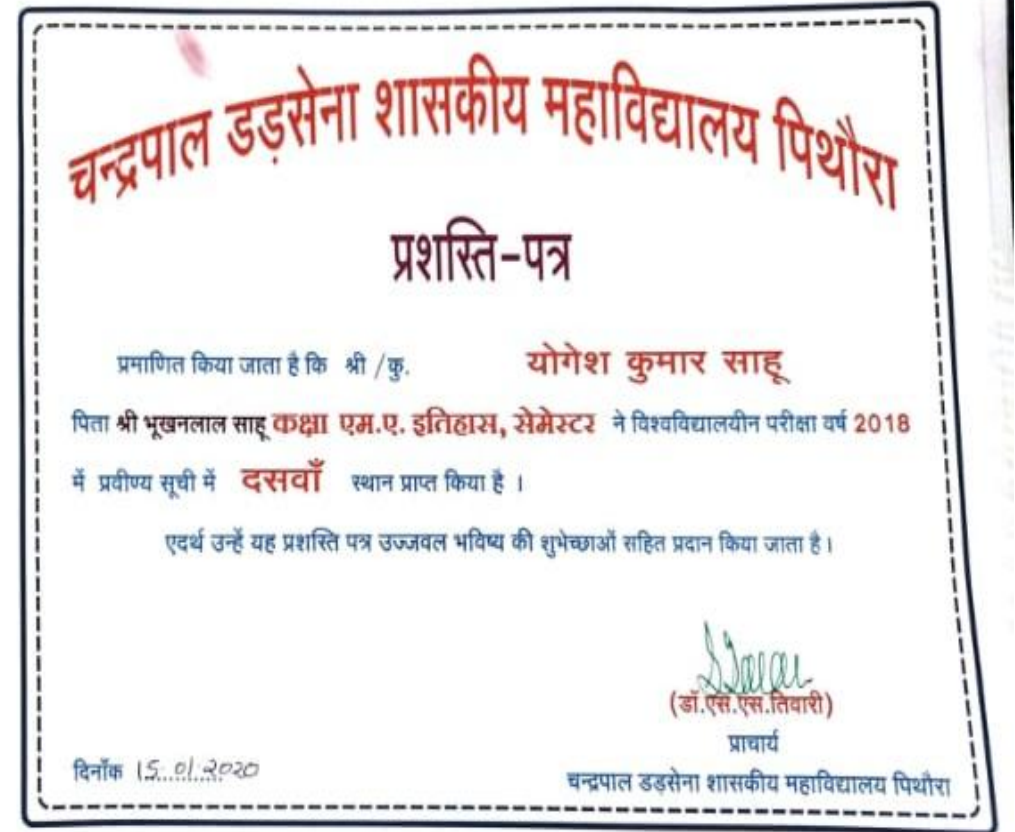 चन्द्रपाल डड़सेना शासकीय महाविद्यालय पिथौरा
प्रशस्ति-पत्र
प्रमाणित किया जाता है कि श्री /कु. योगेश कुमार साहू
पिता श्री भूखनलाल साहू कक्षा एम.ए. इतिहास, सेमेस्टर ने विश्वविद्यालयीन परीक्षा वर्ष 2018
में प्रवीण्य सूची में दसवाँ स्थान प्राप्त किया है ।
एदर्थ उन्हें यह प्रशस्ति पत्र उज्जवल भविष्य की शुभेच्छाओं सहित प्रदान किया जाता है।
(डॉ.एस.एस.तिवारी)
प्राचार्य
दिनॉक 15.01.2020
चन्द्रपाल डड़सेना शासकीय महाविद्यालय पिथौरा